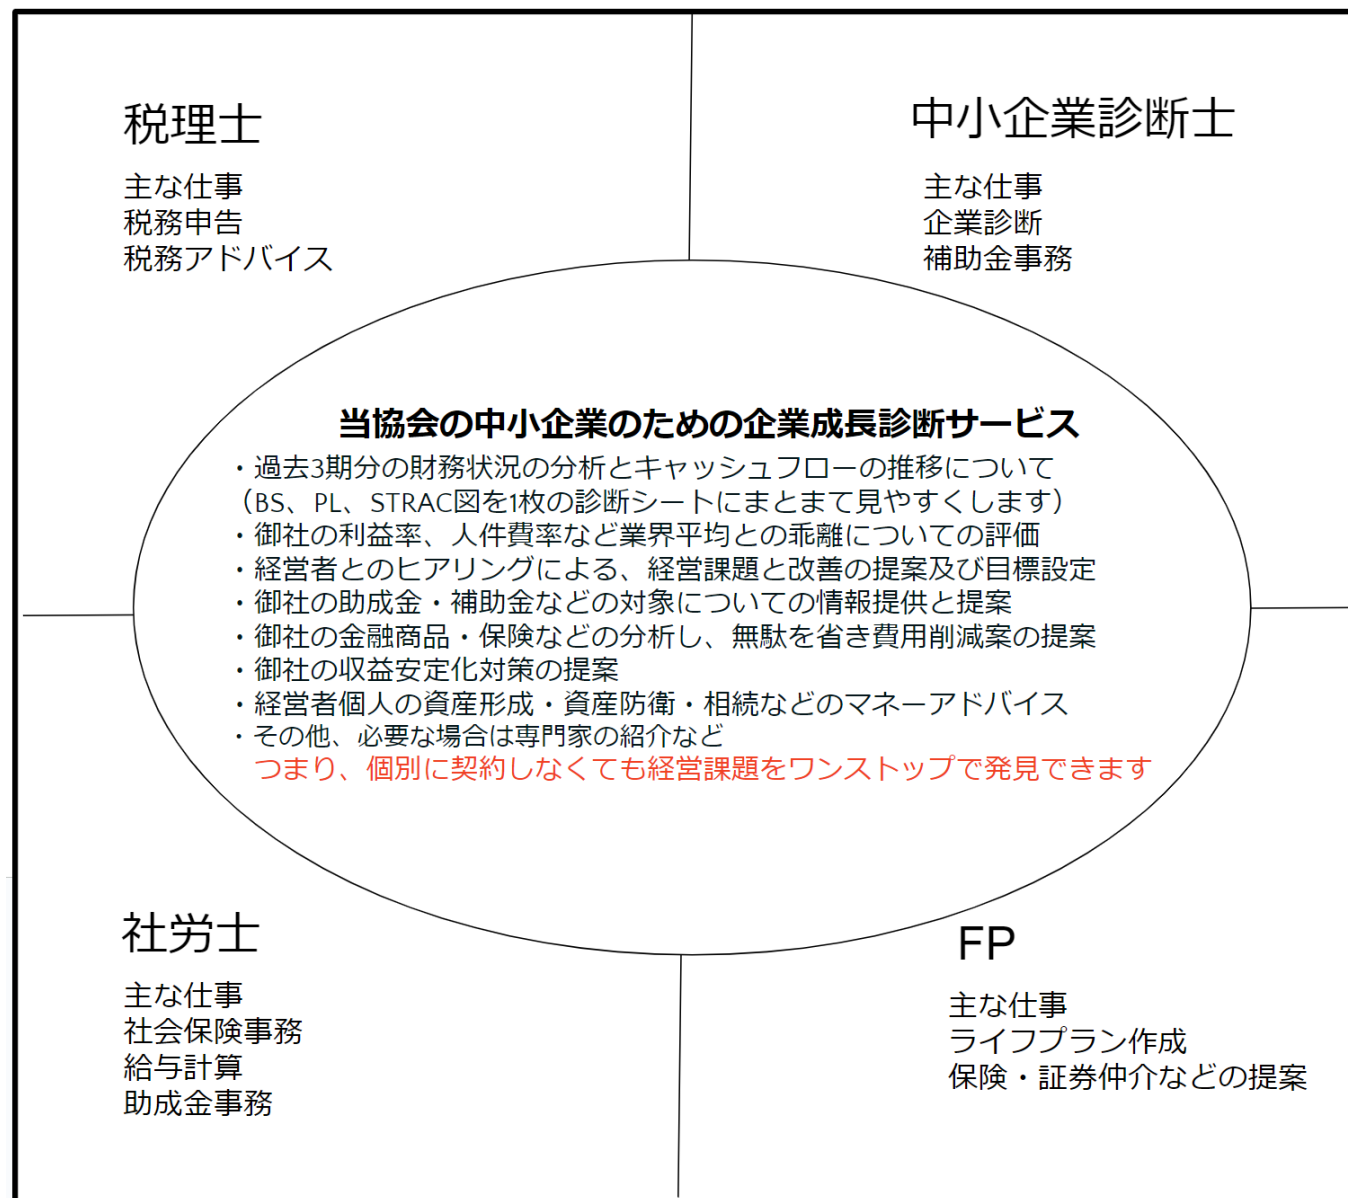 税理士
主な仕事
税務申告
税務アドバイス
中小企業診断士
主な仕事
企業診断
補助金事務
当協会の中小企業のための企業成長診断サービス
・過去3期分の財務状況の分析とキャッシュフローの推移について
（BS、PL、STRAC図を1枚の診断シートにまとまて見やすくします）
・御社の利益率、人件費率など業界平均との乖離についての評価
・経営者とのヒアリングによる、経営課題と改善の提案及び目標設定
・御社の助成金・補助金などの対象についての情報提供と提案
・御社の金融商品・保険などの分析し、無駄を省き費用削減案の提案
・御社の収益安定化対策の提案
・経営者個人の資産形成・資産防衛・相続などのマネーアドバイス
・その他、必要な場合は専門家の紹介など
つまり、個別に契約しなくても経営課題をワンストップで発見できます
社労士
主な仕事
社会保険事務
給与計算
助成金事務
FP
主な仕事
ライフプラン作成
保険・証券仲介などの提案